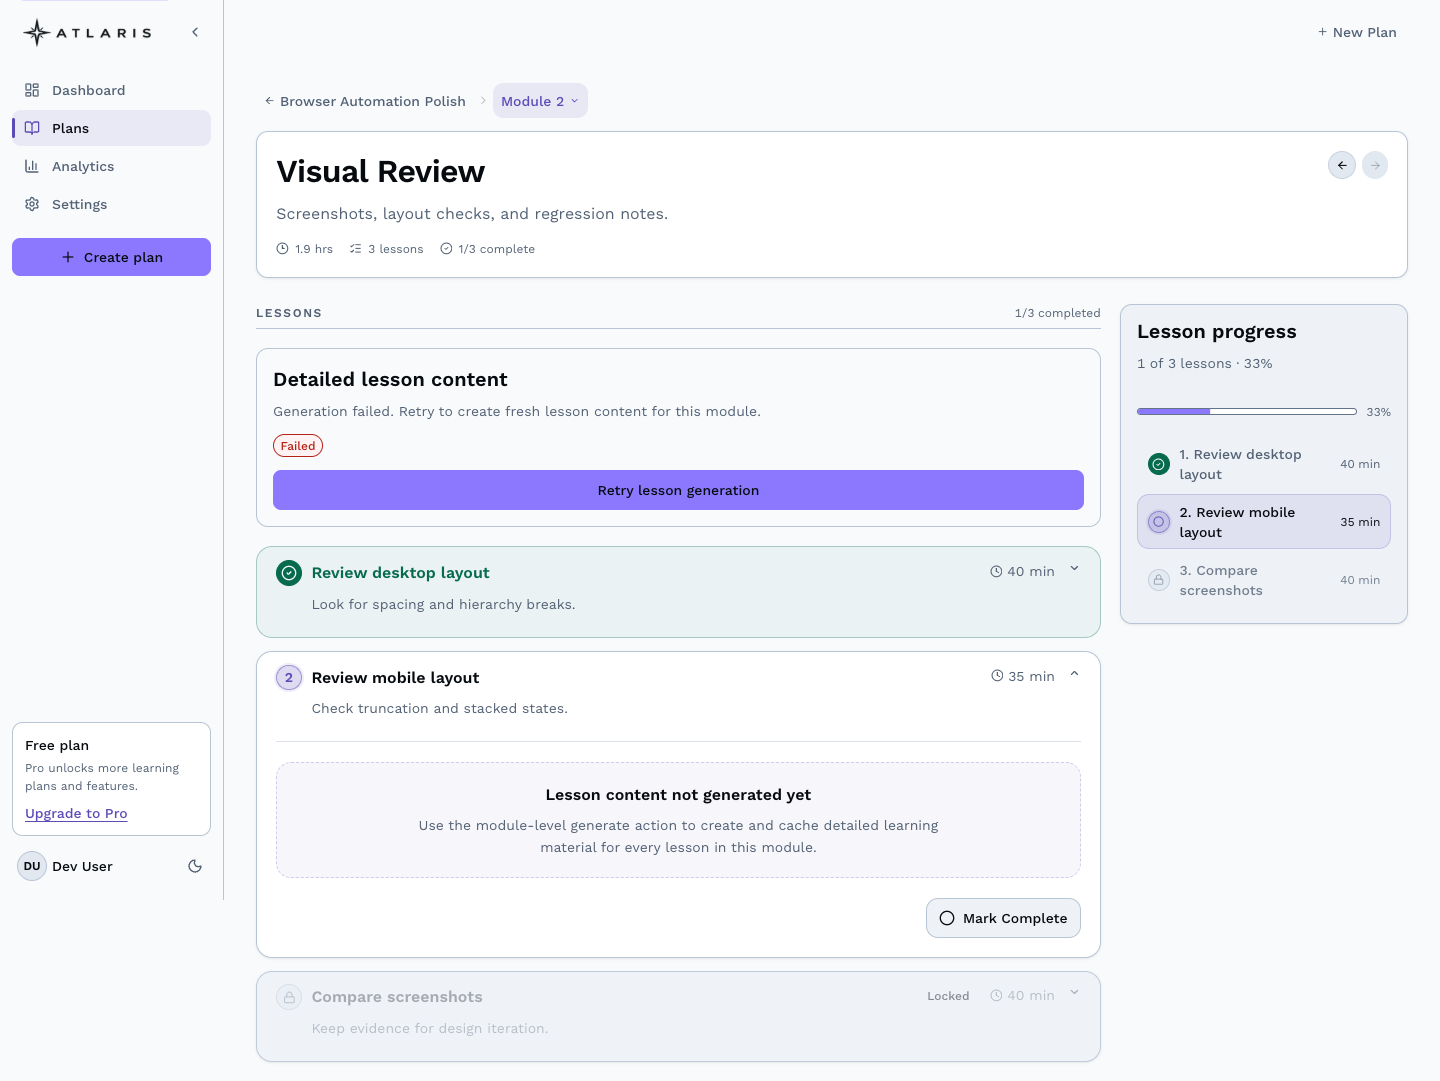 ATLARIS
Dashboard
Plans
Analytics
Settings
Create plan
Free plan
Pro unlocks more learning
plans and features.
Upgrade to Pro
DU Dev User
New Plan
Browser Automation Polish
Module 2
Visual Review
Screenshots, layout checks, and regression notes.
1.9 hrs 3 lessons 1/3 complete
LESSONS 1/3 completed
Detailed lesson content
Generation failed. Retry to create fresh lesson content for this module.
Failed
Retry lesson generation
Review desktop layout 40 min
Look for spacing and hierarchy breaks.
2 Review mobile layout 35 min
Check truncation and stacked states.
Lesson content not generated yet
Use the module-level generate action to create and cache detailed learning
material for every lesson in this module.
Mark Complete
Compare screenshots Locked 40 min
Keep evidence for design iteration.
Lesson progress
1 of 3 lessons · 33%
33%
1. Review desktop
layout
40 min
2. Review mobile
layout
35 min
3. Compare
screenshots
40 min